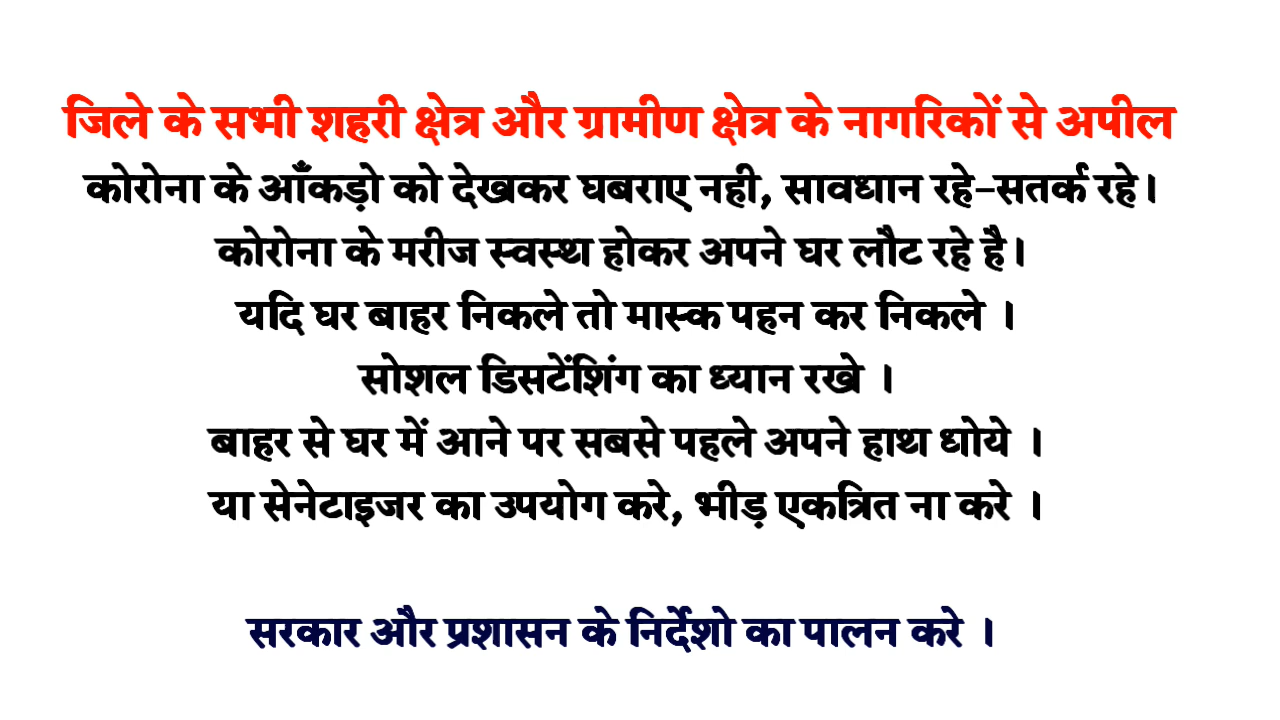 जिले के सभी शहरी क्षेत्र और ग्रामीण क्षेत्र के नागरिकों से अपील
कोरोना के आँकड़ो को देखकर घबराए नही, सावधान रहे-सतर्क रहे।
कोरोना के मरीज स्वस्थ होकर अपने घर लौट रहे है।
यदि घर बाहर निकले तो मास्क पहन कर निकले ।
सोशल डिसटेंशिंग का ध्यान रखे ।
बाहर से घर में आने पर सबसे पहले अपने हाथ धोये ।
या सेनेटाइजर का उपयोग करे, भीड़ एकत्रित ना करे ।
सरकार और प्रशासन के निर्देशो का पालन करे ।